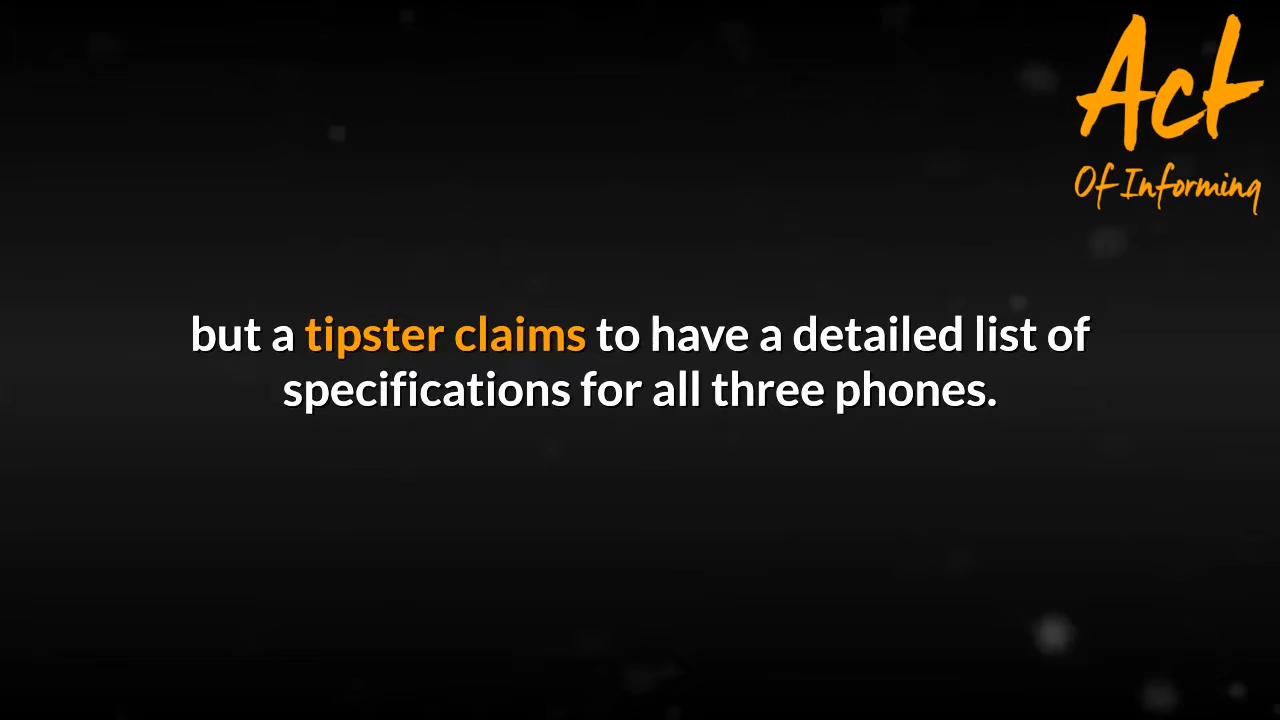 Act
Of Informing
but a tipster claims to have a detailed list of
specifications for all three phones.